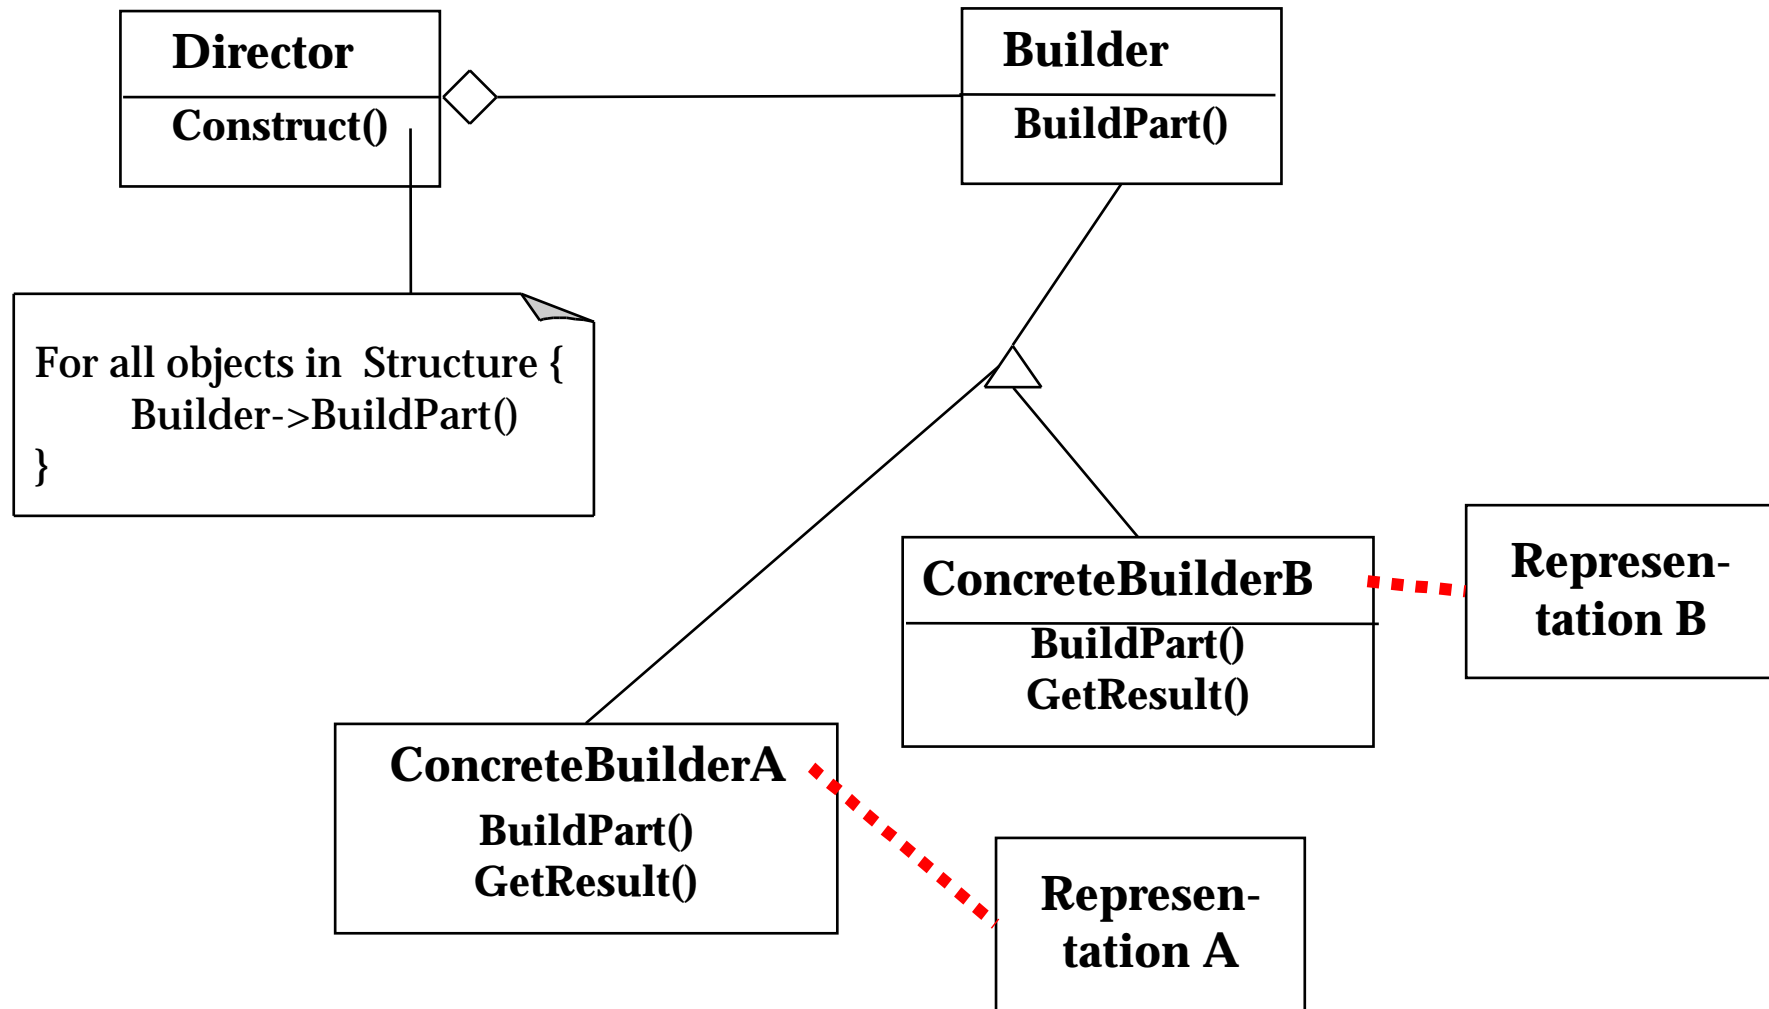 Director
Construct()
Builder
BuildPart()
For all objects in Structure {
Builder->BuildPart()
}
ConcreteBuilderB
BuildPart()
GetResult()
Represen-
tation B
ConcreteBuilderA
BuildPart()
GetResult()
Represen-
tation A